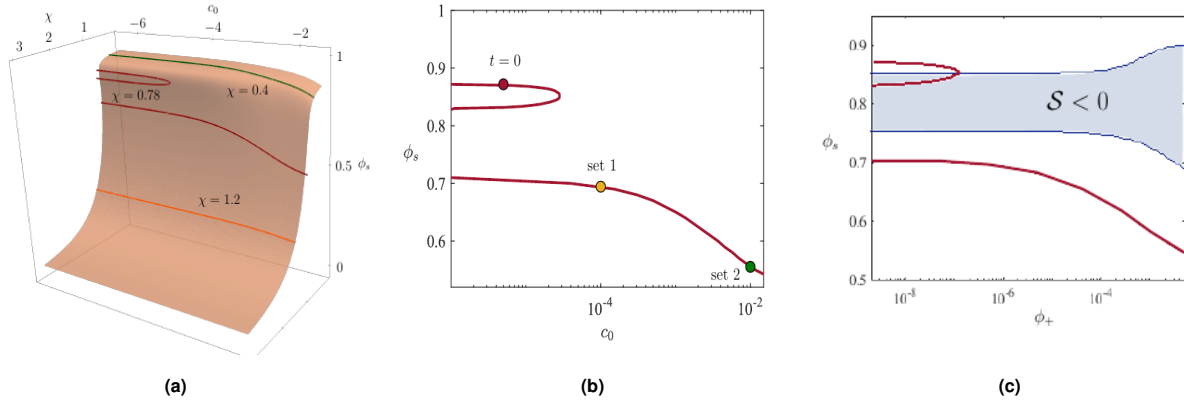 χ
c₀
3
2
1
−6
−4
−2
1
0.5
0
ϕₛ
χ = 0.78
χ = 0.4
χ = 1.2
(a)
1
0.9
0.8
0.7
0.6
ϕₛ
t = 0
set 1
set 2
10⁻⁴
10⁻²
c₀
(b)
0.9
0.8
0.7
0.6
0.5
ϕₛ
S < 0
10⁻⁸
10⁻⁶
10⁻⁴
ϕ₊
(c)